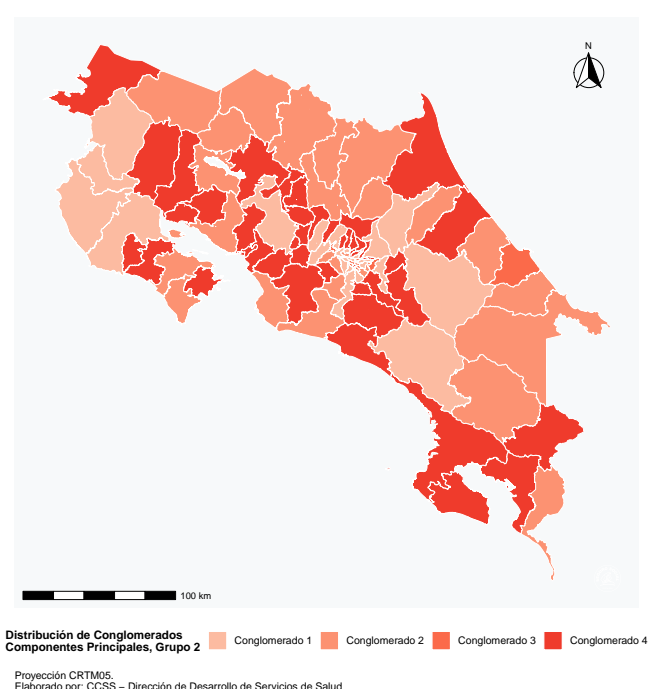 N
100 km
Distribución de Conglomerados
Componentes Principales, Grupo 2
Conglomerado 1
Conglomerado 2
Conglomerado 3
Conglomerado 4
Proyección CRTM05.
Elaborado por: CCSS – Dirección de Desarrollo de Servicios de Salud